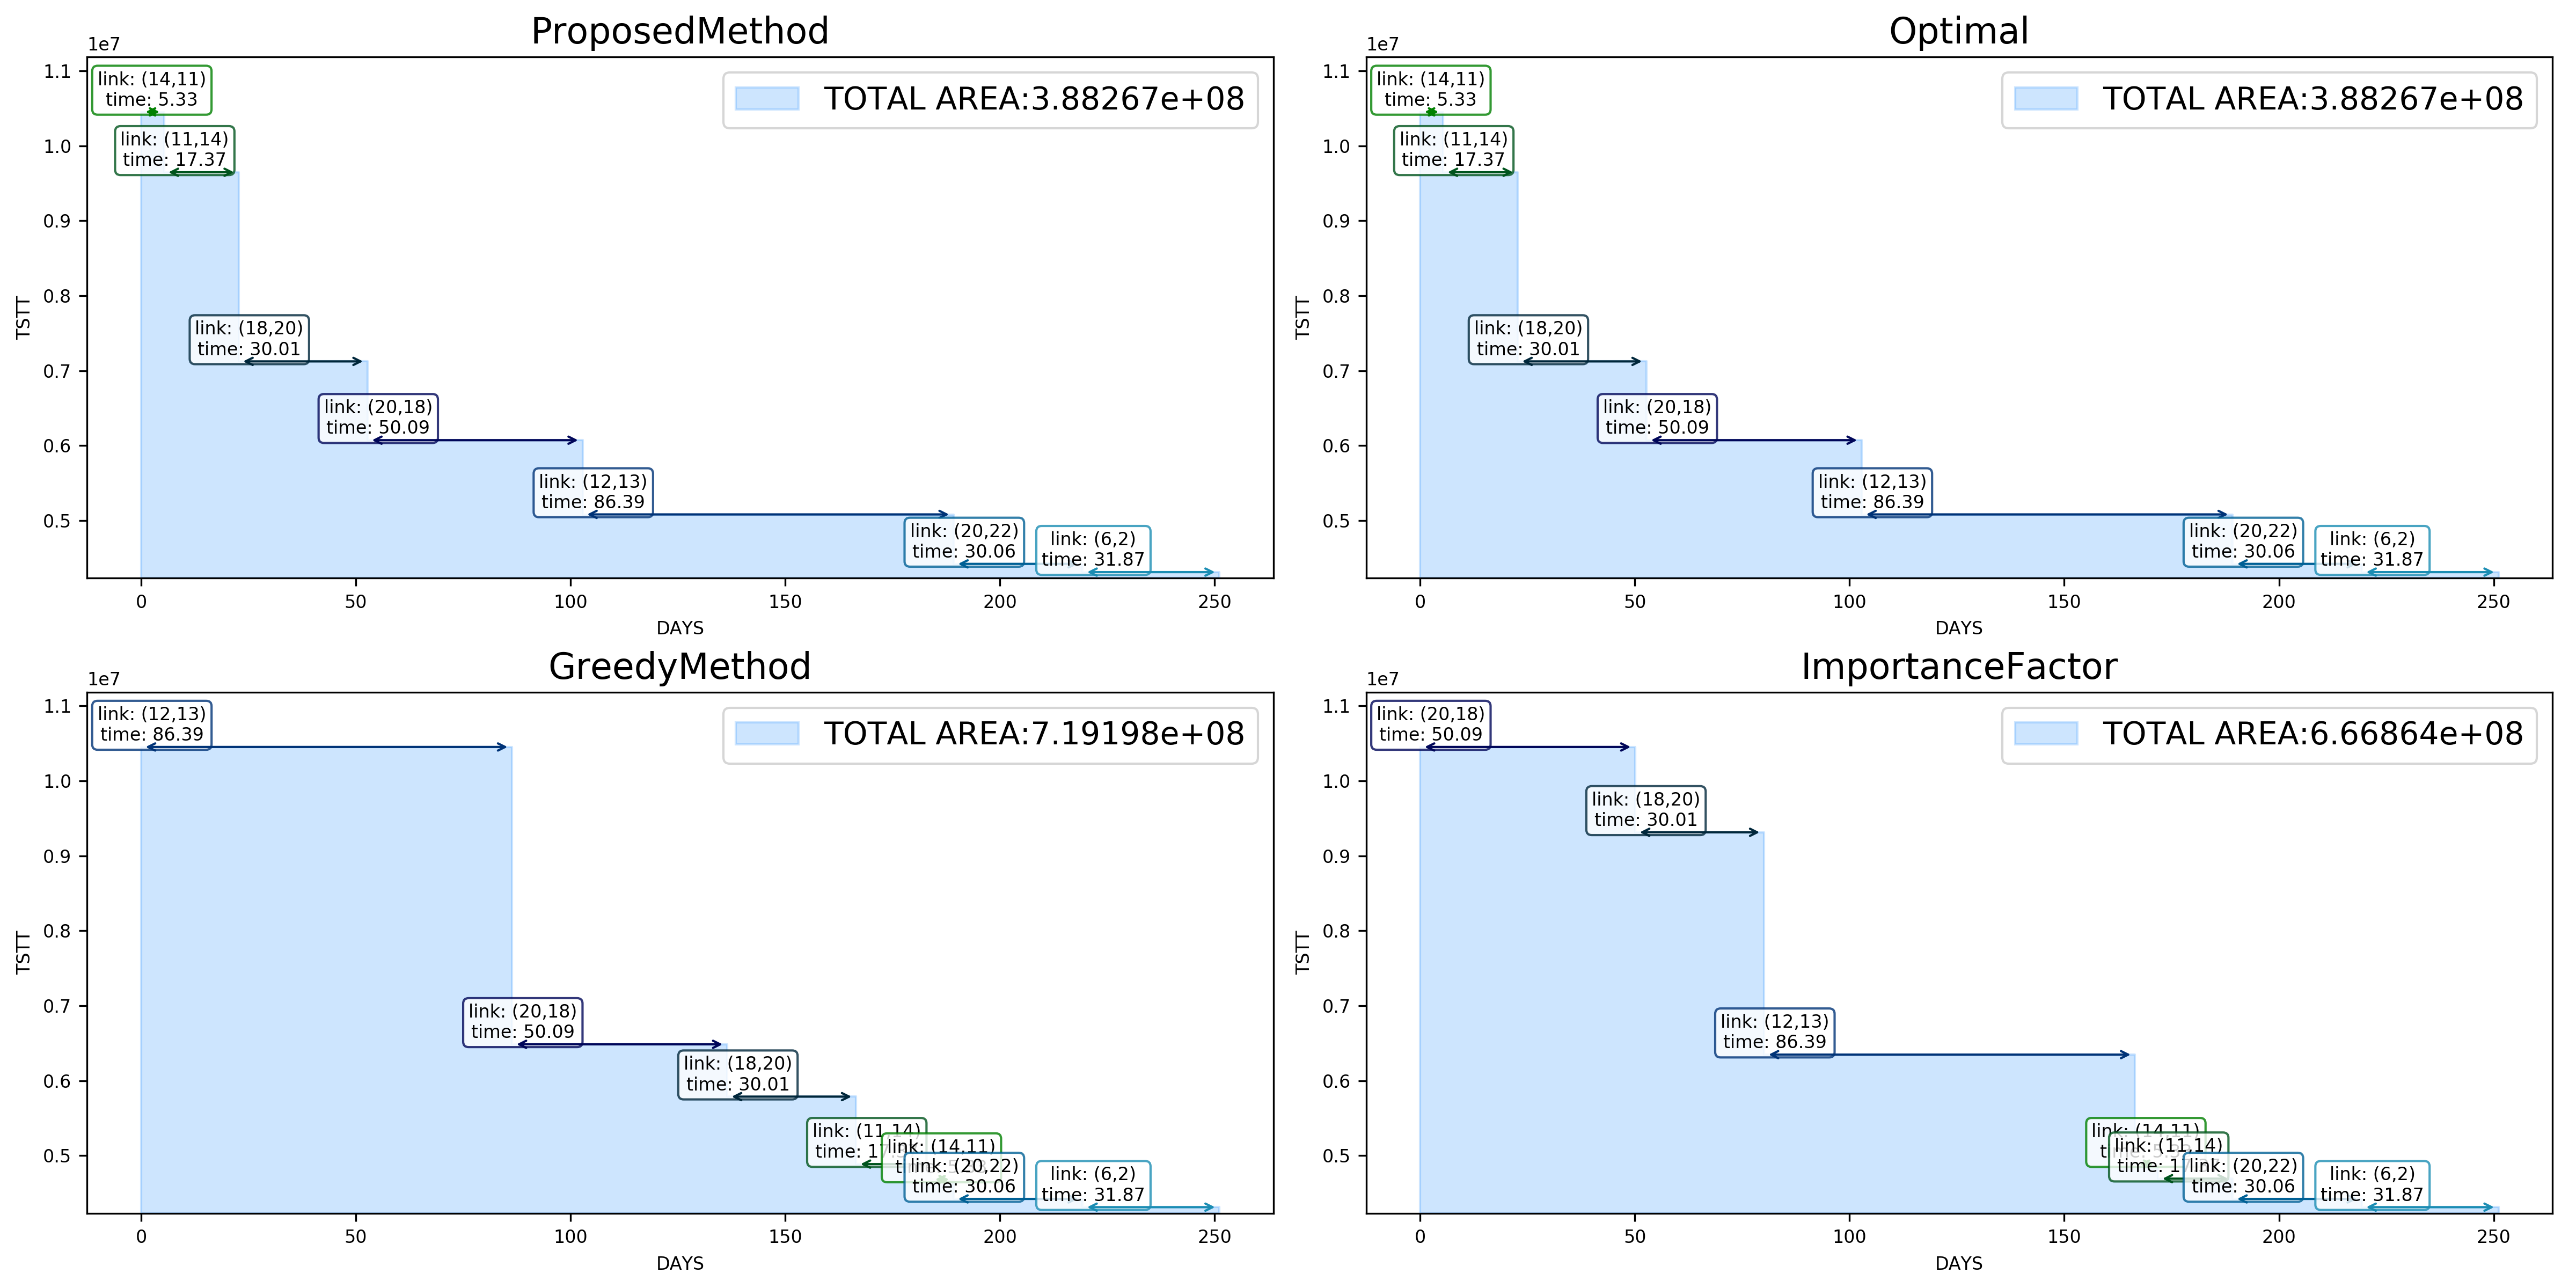 ProposedMethod
1e7
TOTAL AREA:3.88267e+08
link: (14,11)
time: 5.33
link: (11,14)
time: 17.37
link: (18,20)
time: 30.01
link: (20,18)
time: 50.09
link: (12,13)
time: 86.39
link: (20,22)
time: 30.06
link: (6,2)
time: 31.87
1.1
1.0
0.9
0.8
0.7
0.6
0.5
TSTT
0 50 100 150 200 250
DAYS
Optimal
1e7
TOTAL AREA:3.88267e+08
link: (14,11)
time: 5.33
link: (11,14)
time: 17.37
link: (18,20)
time: 30.01
link: (20,18)
time: 50.09
link: (12,13)
time: 86.39
link: (20,22)
time: 30.06
link: (6,2)
time: 31.87
1.1
1.0
0.9
0.8
0.7
0.6
0.5
TSTT
0 50 100 150 200 250
DAYS
GreedyMethod
1e7
TOTAL AREA:7.19198e+08
link: (12,13)
time: 86.39
link: (20,18)
time: 50.09
link: (18,20)
time: 30.01
link: (11,14)
time:
link: (14,11)
link: (20,22)
time: 30.06
link: (6,2)
time: 31.87
1.1
1.0
0.9
0.8
0.7
0.6
0.5
TSTT
0 50 100 150 200 250
DAYS
ImportanceFactor
1e7
TOTAL AREA:6.66864e+08
link: (20,18)
time: 50.09
link: (18,20)
time: 30.01
link: (12,13)
time: 86.39
link: (14,11)
link: (11,14)
time:
link: (20,22)
time: 30.06
link: (6,2)
time: 31.87
1.1
1.0
0.9
0.8
0.7
0.6
0.5
TSTT
0 50 100 150 200 250
DAYS